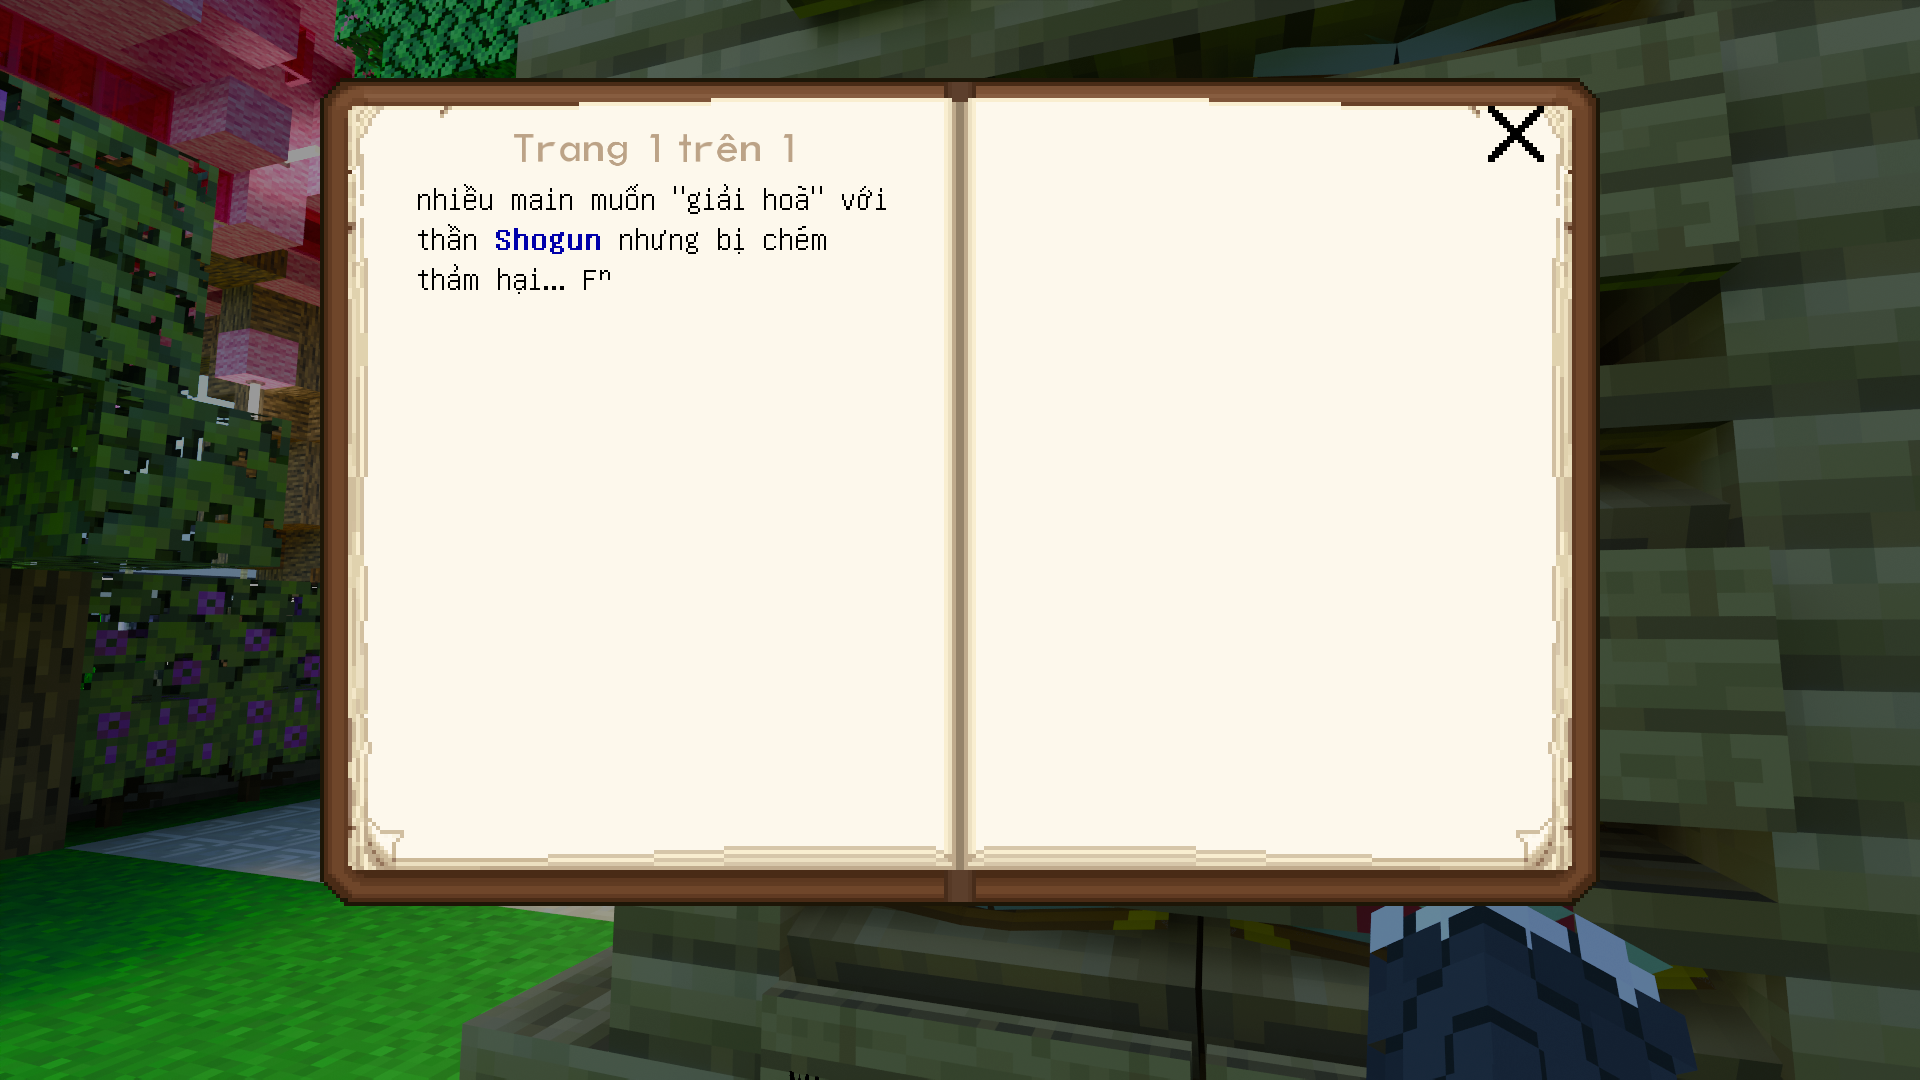 Trang 1 trên 1
nhiều main muốn "giải hoà" với
thần Shogun nhưng bị chém
thảm hại... Fⁿ